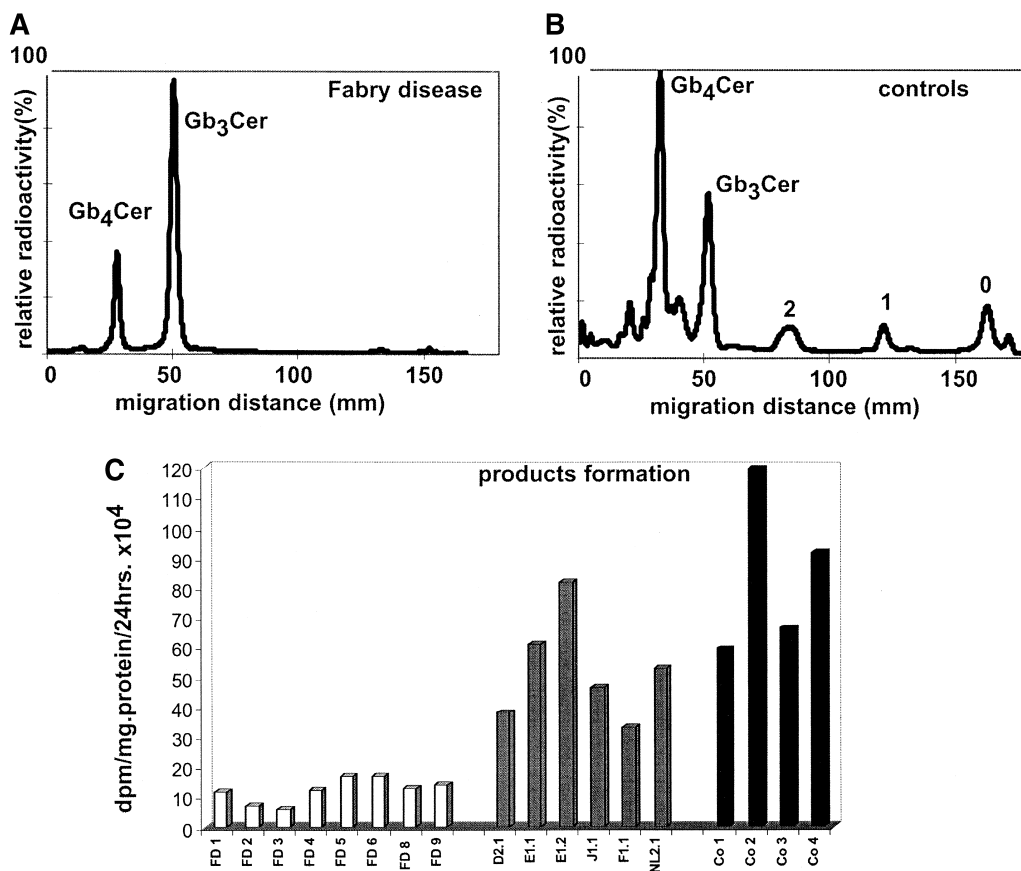 A
100
Fabry disease
Gb3Cer
Gb4Cer
relative radioactivity(%)
0 50 100 150
migration distance (mm)
B
100
Gb4Cer
controls
Gb3Cer
2 1 0
relative radioactivity(%)
0 50 100 150
migration distance (mm)
C
products formation
dpm/mg.protein/24hrs. x10⁴
120
110
100
90
80
70
60
50
40
30
20
10
0
FD 1 FD 2 FD 3 FD 4 FD 5 FD 6 FD 8 FD 9 D2.1 E1.1 E1.2 J1.1 F1.1 NL2.1 Co 1 Co 2 Co 3 Co 4